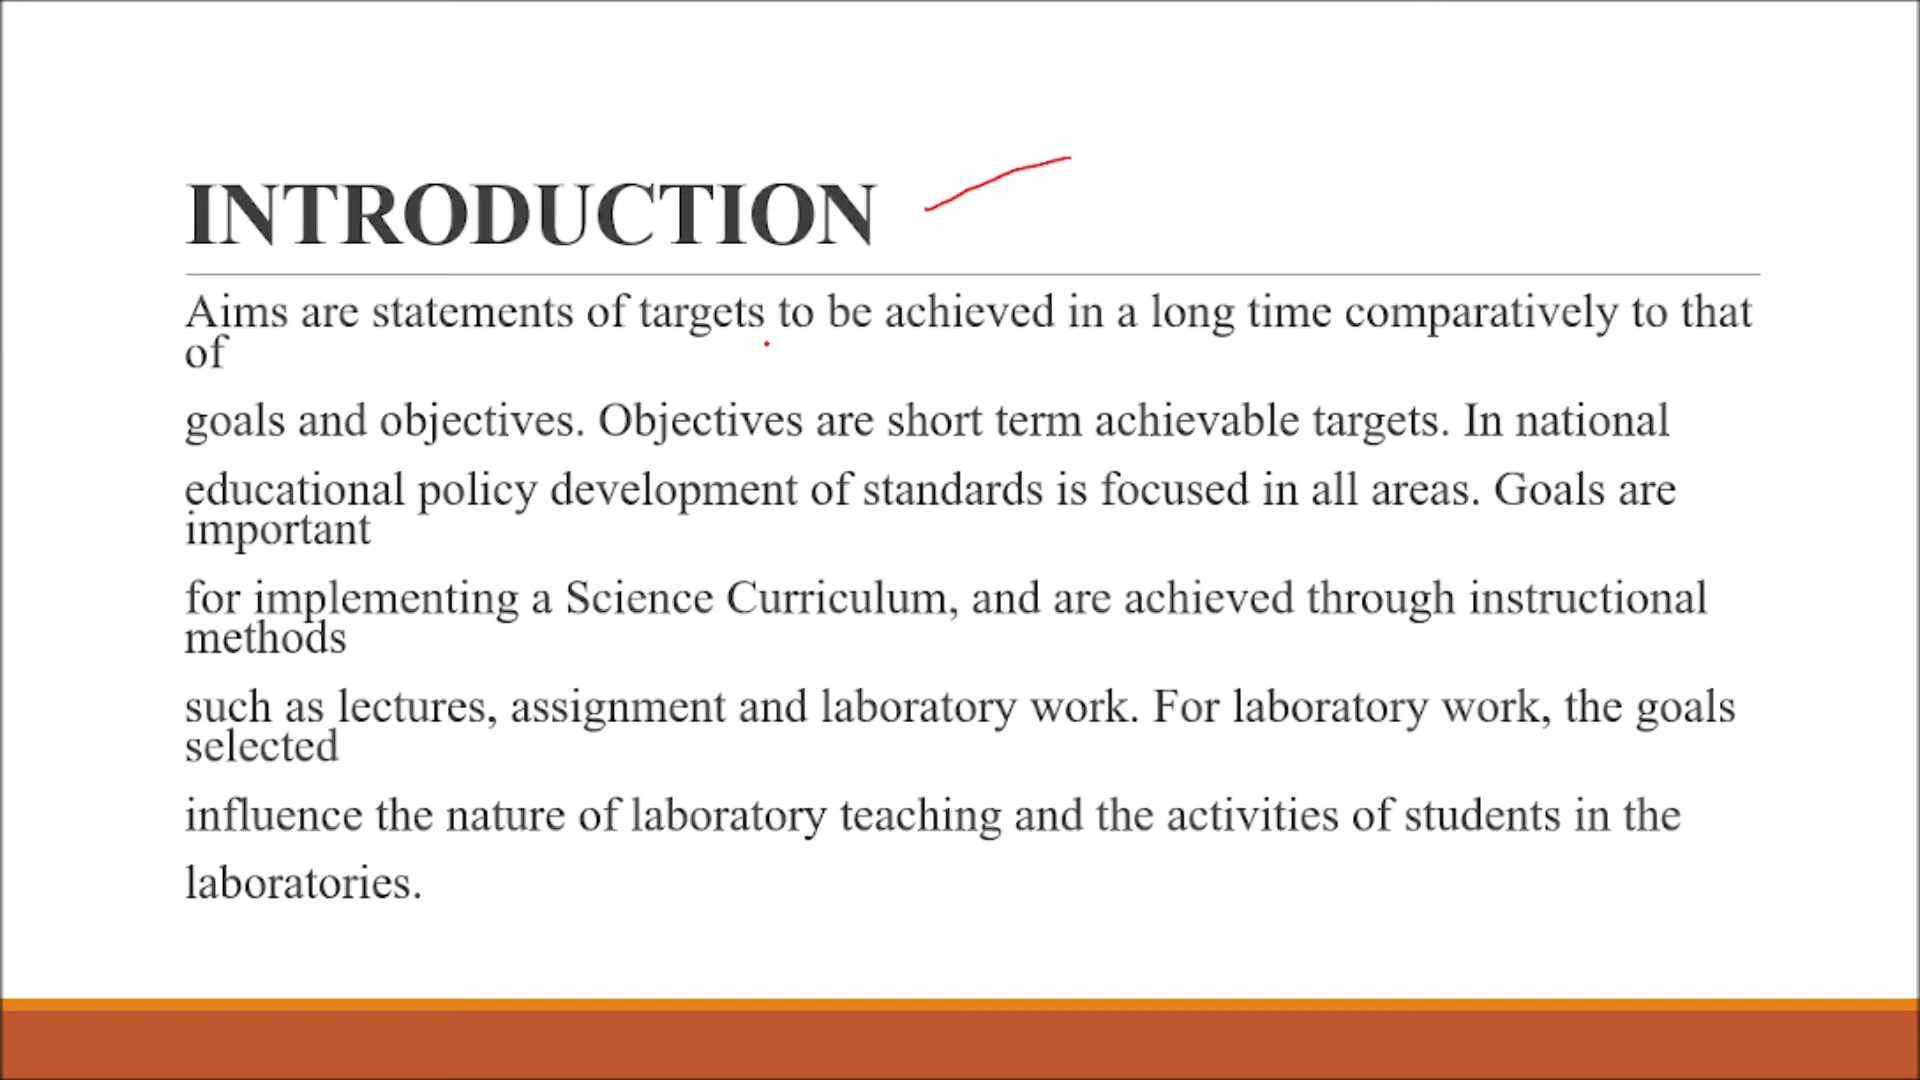 INTRODUCTION
Aims are statements of targets to be achieved in a long time comparatively to that
of
goals and objectives. Objectives are short term achievable targets. In national
educational policy development of standards is focused in all areas. Goals are
important
for implementing a Science Curriculum, and are achieved through instructional
methods
such as lectures, assignment and laboratory work. For laboratory work, the goals
selected
influence the nature of laboratory teaching and the activities of students in the
laboratories.